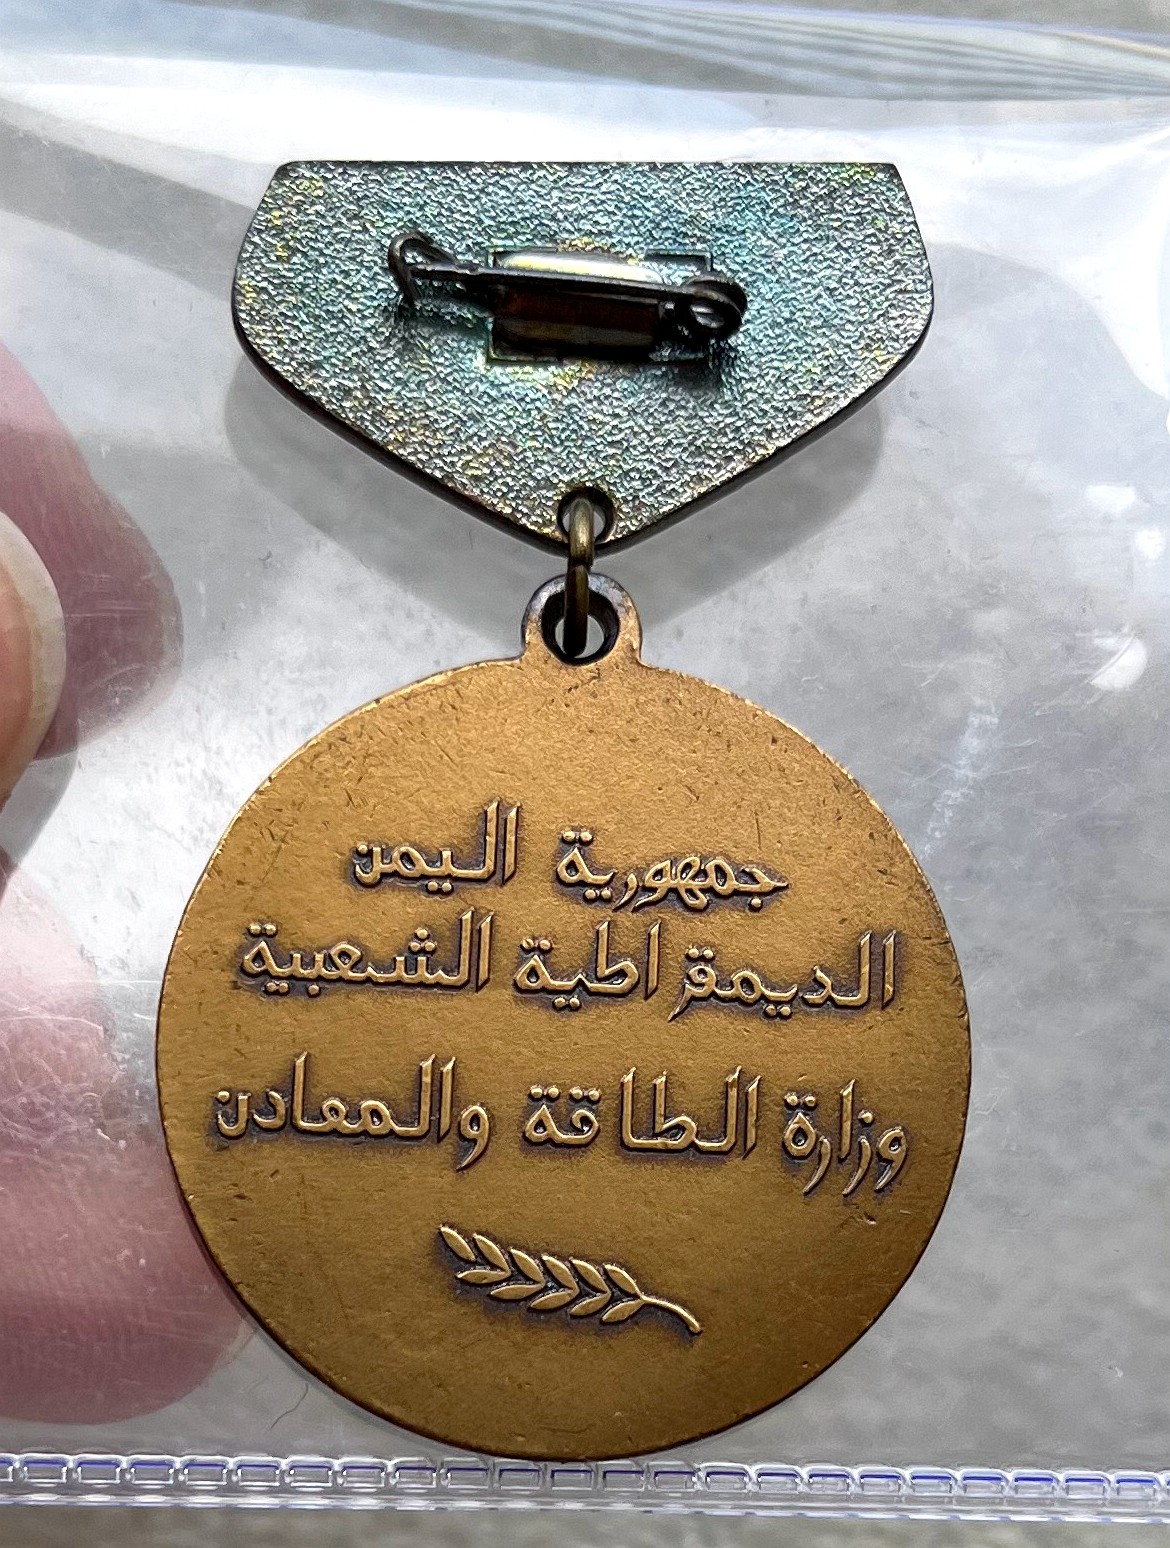 جمهورية اليمن
الديمقراطية الشعبية
وزارة الطاقة والمعادن